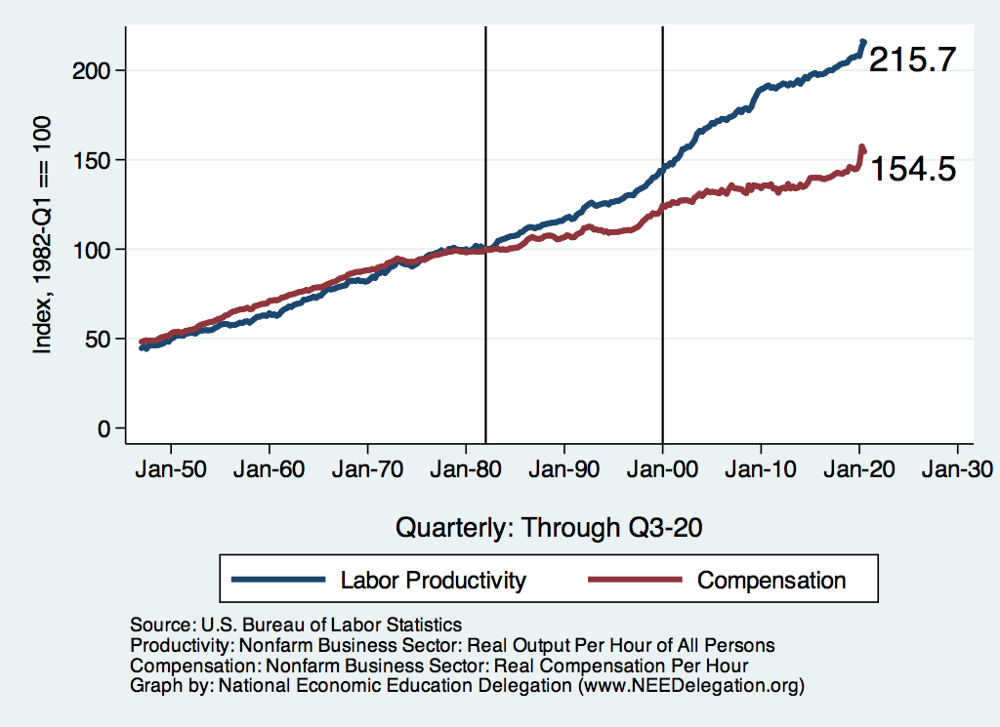 Index, 1982-Q1 == 100
200
150
100
50
0
215.7
154.5
Jan-50 Jan-60 Jan-70 Jan-80 Jan-90 Jan-00 Jan-10 Jan-20 Jan-30
Quarterly: Through Q3-20
Labor Productivity Compensation
Source: U.S. Bureau of Labor Statistics
Productivity: Nonfarm Business Sector: Real Output Per Hour of All Persons
Compensation: Nonfarm Business Sector: Real Compensation Per Hour
Graph by: National Economic Education Delegation (www.NEEDelegation.org)